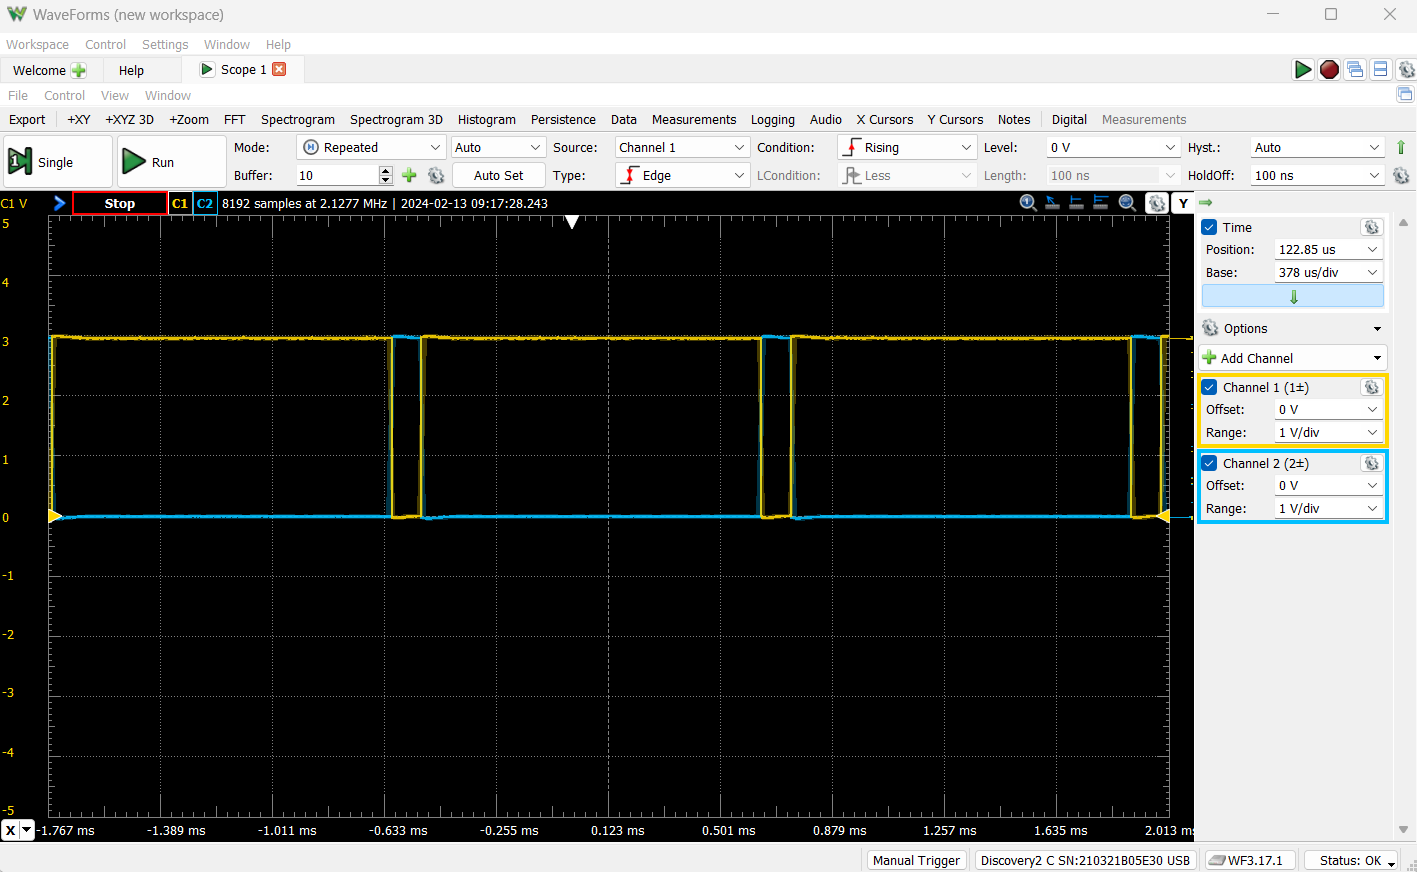 WaveForms (new workspace)
Workspace Control Settings Window Help
Welcome Help Scope 1
File Control View Window
Export +XY +XYZ 3D +Zoom FFT Spectrogram Spectrogram 3D Histogram Persistence Data Measurements Logging Audio X Cursors Y Cursors Notes Digital Measurements
Single Run Mode: Repeated Auto Source: Channel 1 Condition: Rising Level: 0 V Hyst.: Auto
Buffer: 10 Auto Set Type: Edge LCondition: Less Length: 100 ns HoldOff: 100 ns
C1 V Stop C1 C2 8192 samples at 2.1277 MHz | 2024-02-13 09:17:28.243 Y
5
4
3
2
1
0
-1
-2
-3
-4
-5
X -1.767 ms -1.389 ms -1.011 ms -0.633 ms -0.255 ms 0.123 ms 0.501 ms 0.879 ms 1.257 ms 1.635 ms 2.013 ms
Time
Position: 122.85 us
Base: 378 us/div
Options
Add Channel
Channel 1 (1±)
Offset: 0 V
Range: 1 V/div
Channel 2 (2±)
Offset: 0 V
Range: 1 V/div
Manual Trigger Discovery2 C SN:210321B05E30 USB WF3.17.1 Status: OK